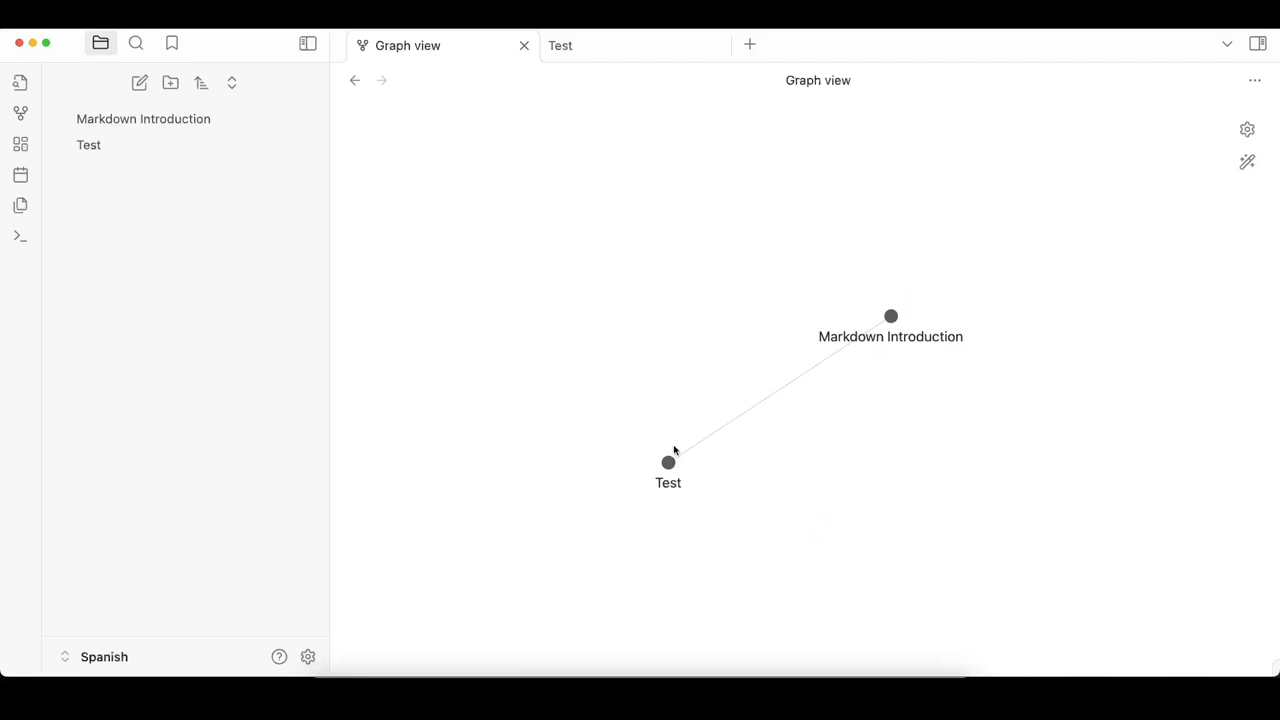 Graph view
Test
Graph view
Markdown Introduction
Test
Markdown Introduction
Test
Spanish